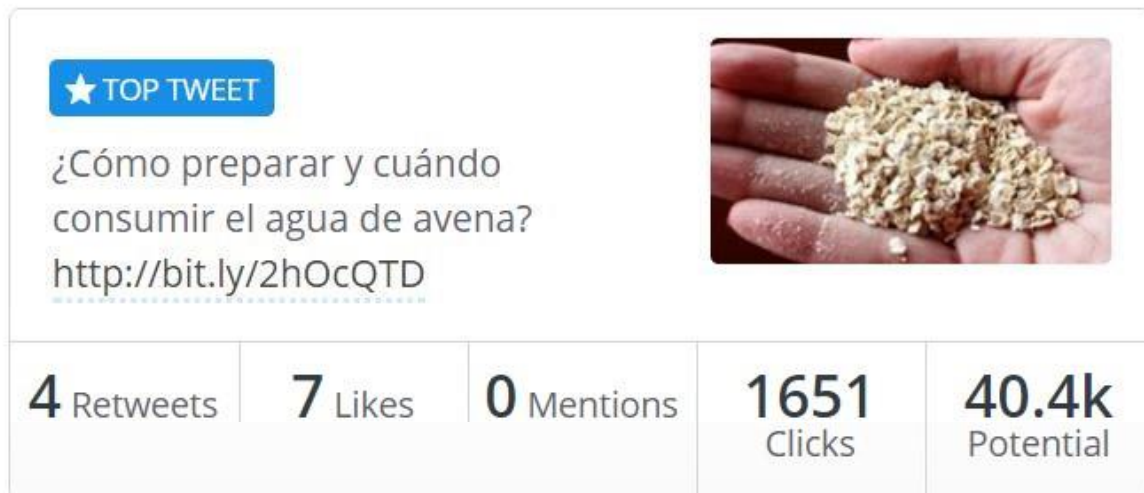 TOP TWEET
¿Cómo preparar y cuándo
consumir el agua de avena?
http://bit.ly/2hOcQTD
4 Retweets
7 Likes
0 Mentions
1651
Clicks
40.4k
Potential